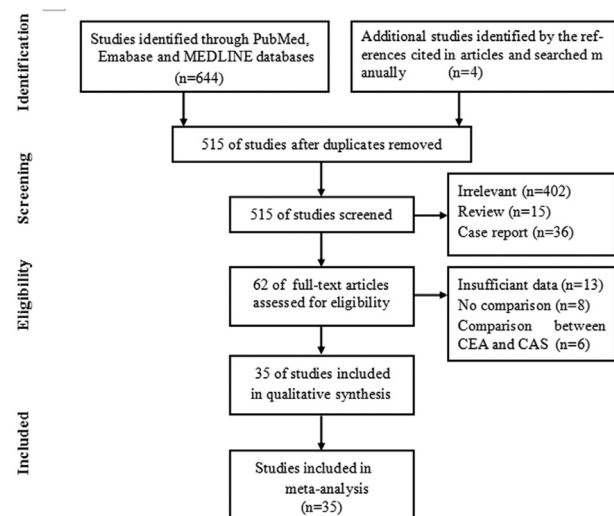 Identification
Studies identified through PubMed,
Emabase and MEDLINE databases
(n=644)
Additional studies identified by the ref-
erences cited in articles and searched m
anually (n=4)
515 of studies after duplicates removed
Screening
515 of studies screened
Irrelevant (n=402)
Review (n=15)
Case report (n=36)
Eligibility
62 of full-text articles
assessed for eligibility
Insufficient data (n=13)
No comparison (n=8)
Comparison between
CEA and CAS (n=6)
35 of studies included
in qualitative synthesis
Included
Studies included in
meta-analysis
(n=35)